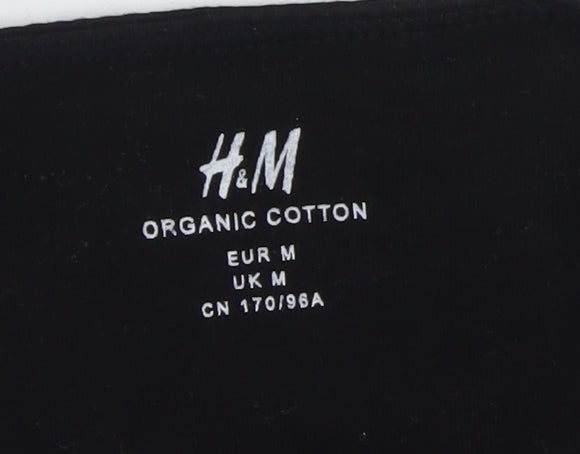 H&M
ORGANIC COTTON
EUR M
UK M
CN 170/96A